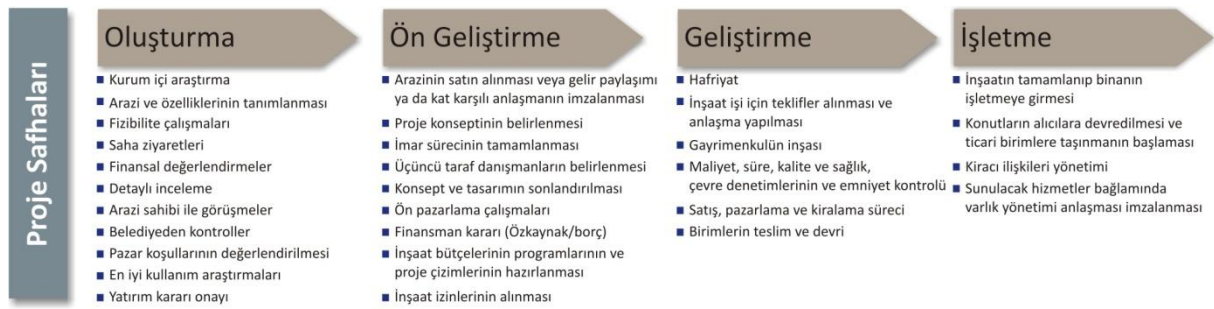 Proje Safhaları
Oluşturma
Kurum içi araştırma
Arazi ve özelliklerinin tanımlanması
Fizibilite çalışmaları
Saha ziyaretleri
Finansal değerlendirmeler
Detaylı inceleme
Arazi sahibi ile görüşmeler
Belediyeden kontroller
Pazar koşullarının değerlendirilmesi
En iyi kullanım araştırmaları
Yatırım kararı onayı
Ön Geliştirme
Arazinin satın alınması veya gelir paylaşımı
ya da kat karşılı anlaşmanın imzalanması
Proje konseptinin belirlenmesi
İmar sürecinin tamamlanması
Üçüncü taraf danışmanların belirlenmesi
Konsept ve tasarımın sonlandırılması
Ön pazarlama çalışmaları
Finansman kararı (Özkaynak/borç)
İnşaat bütçelerinin programlarının ve
proje çizimlerinin hazırlanması
İnşaat izinlerinin alınması
Geliştirme
Hafriyat
İnşaat işi için teklifler alınması ve
anlaşma yapılması
Gayrimenkulün inşası
Maliyet, süre, kalite ve sağlık,
çevre denetimlerinin ve emniyet kontrolü
Satış, pazarlama ve kiralama süreci
Birimlerin teslim ve devri
İşletme
İnşaatın tamamlanıp binanın
işletmeye girmesi
Konutların alıcılara devredilmesi ve
ticari birimlere taşınmanın başlaması
Kiracı ilişkileri yönetimi
Sunulacak hizmetler bağlamında
varlık yönetimi anlaşması imzalanması